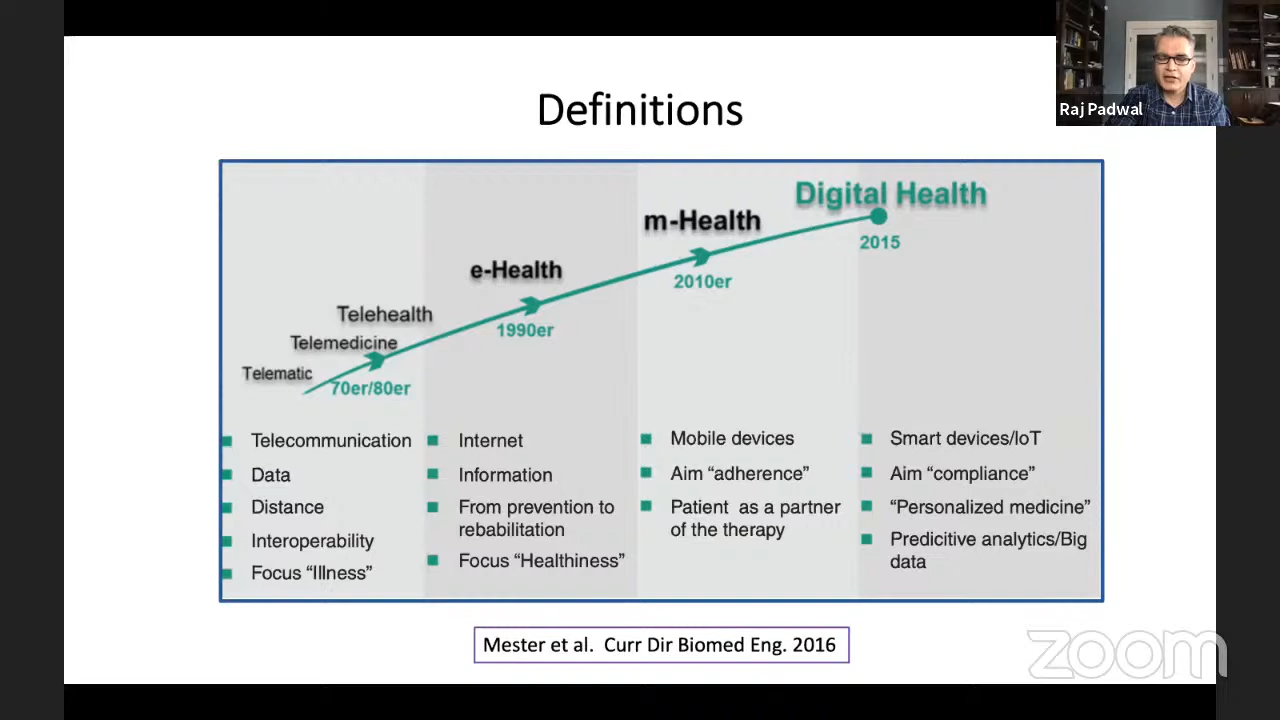 Definitions
Raj Padwal
Digital Health
2015
m-Health
2010er
e-Health
1990er
Telehealth
Telemedicine
Telematic
70er/80er
Telecommunication
Data
Distance
Interoperability
Focus “Illness”
Internet
Information
From prevention to
rebabilitation
Focus “Healthiness”
Mobile devices
Aim “adherence”
Patient as a partner
of the therapy
Smart devices/IoT
Aim “compliance”
“Personalized medicine”
Predicitive analytics/Big
data
Mester et al. Curr Dir Biomed Eng. 2016
zoom